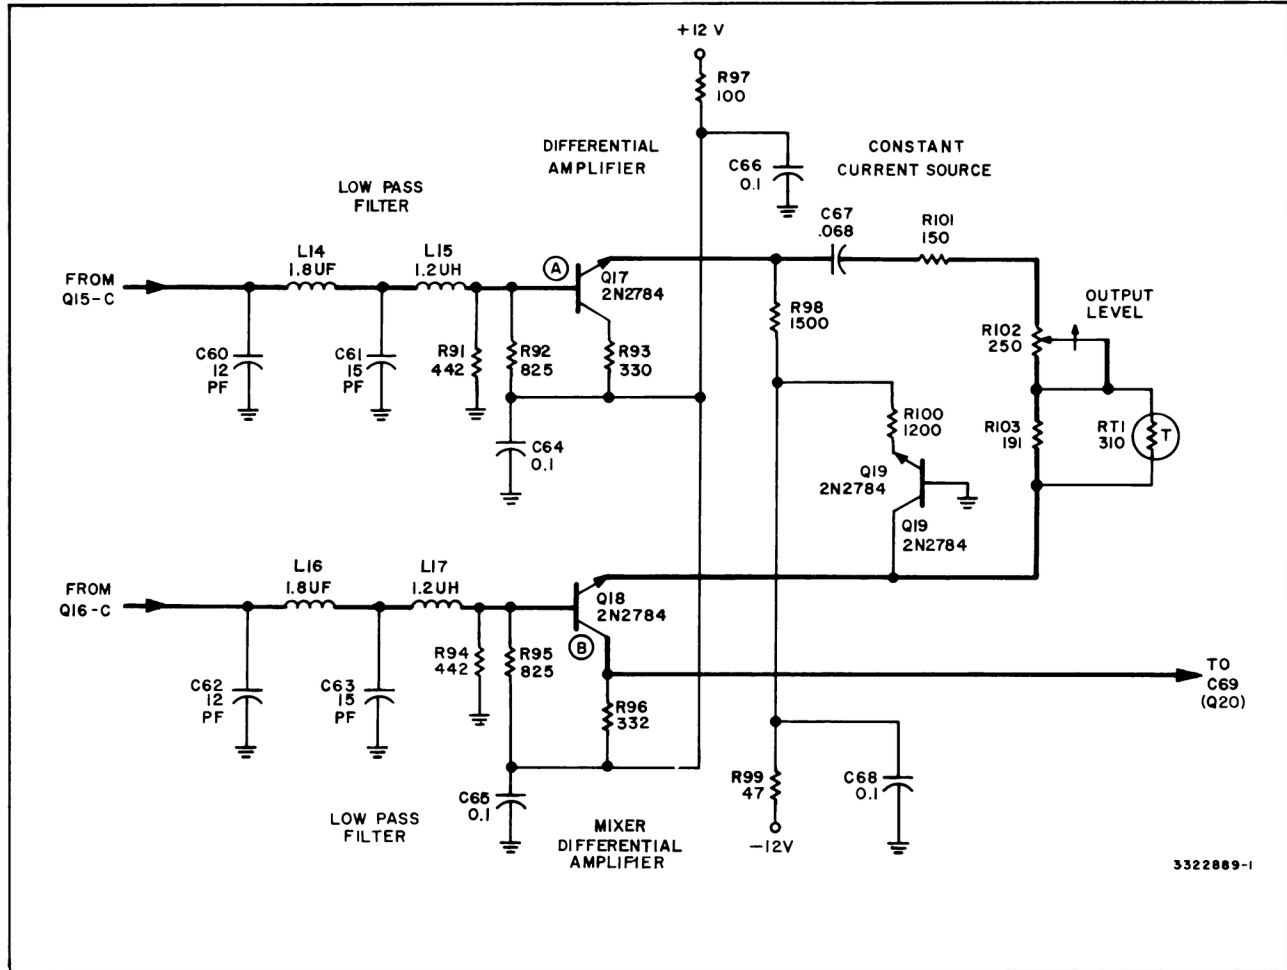 +12 V
R97
100
DIFFERENTIAL
AMPLIFIER
CONSTANT
CURRENT SOURCE
C66
0.1
LOW PASS
FILTER
C67
.068
R101
150
L14
1.8UF
L15
1.2UH
A
Q17
2N2784
FROM
Q15-C
R98
1500
OUTPUT
LEVEL
R102
250
C60
12
PF
C61
15
PF
R91
442
R92
825
R93
330
R100
1200
R103
191
RT1
310
T
C64
0.1
Q19
2N2784
Q19
2N2784
L16
1.8UF
L17
1.2UH
FROM
Q16-C
Q18
2N2784
B
R94
442
R95
825
TO
C69
(Q20)
C62
12
PF
C63
15
PF
R96
332
R99
47
C68
0.1
C65
0.1
LOW PASS
FILTER
MIXER
DIFFERENTIAL
AMPLIFIER
-12V
3322889-1